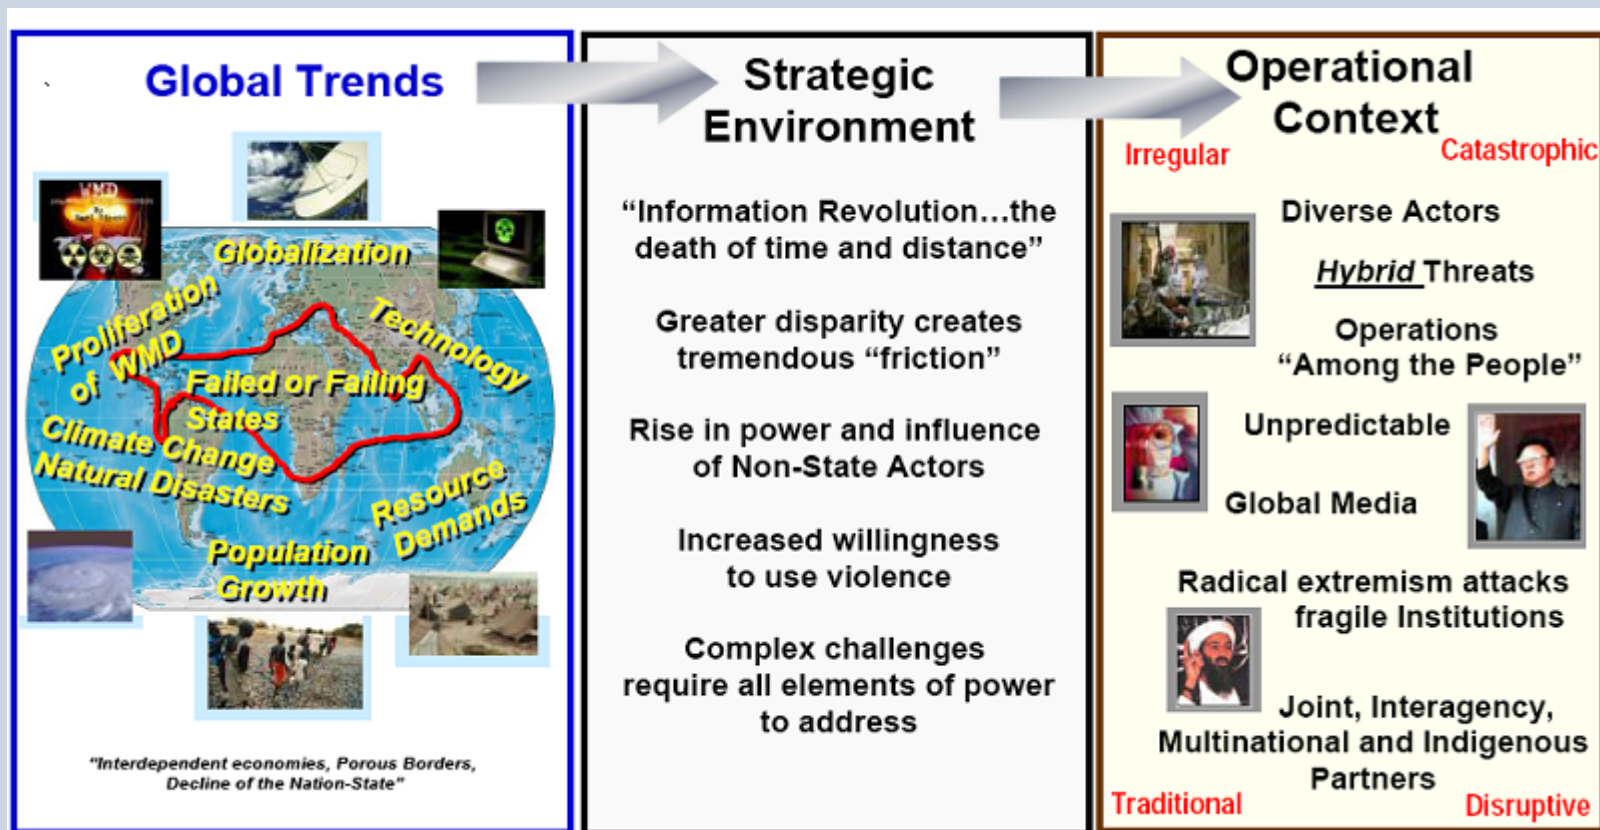 Global Trends
WMD
Globalization
Proliferation
of WMD
Technology
Failed or Failing
States
Climate Change
Natural Disasters
Resource
Demands
Population
Growth
"Interdependent economies, Porous Borders,
Decline of the Nation-State"
Strategic
Environment
“Information Revolution…the
death of time and distance”
Greater disparity creates
tremendous “friction”
Rise in power and influence
of Non-State Actors
Increased willingness
to use violence
Complex challenges
require all elements of power
to address
Operational
Context
Irregular
Catastrophic
Diverse Actors
Hybrid Threats
Operations
“Among the People”
Unpredictable
Global Media
Radical extremism attacks
fragile Institutions
Joint, Interagency,
Multinational and Indigenous
Partners
Traditional
Disruptive